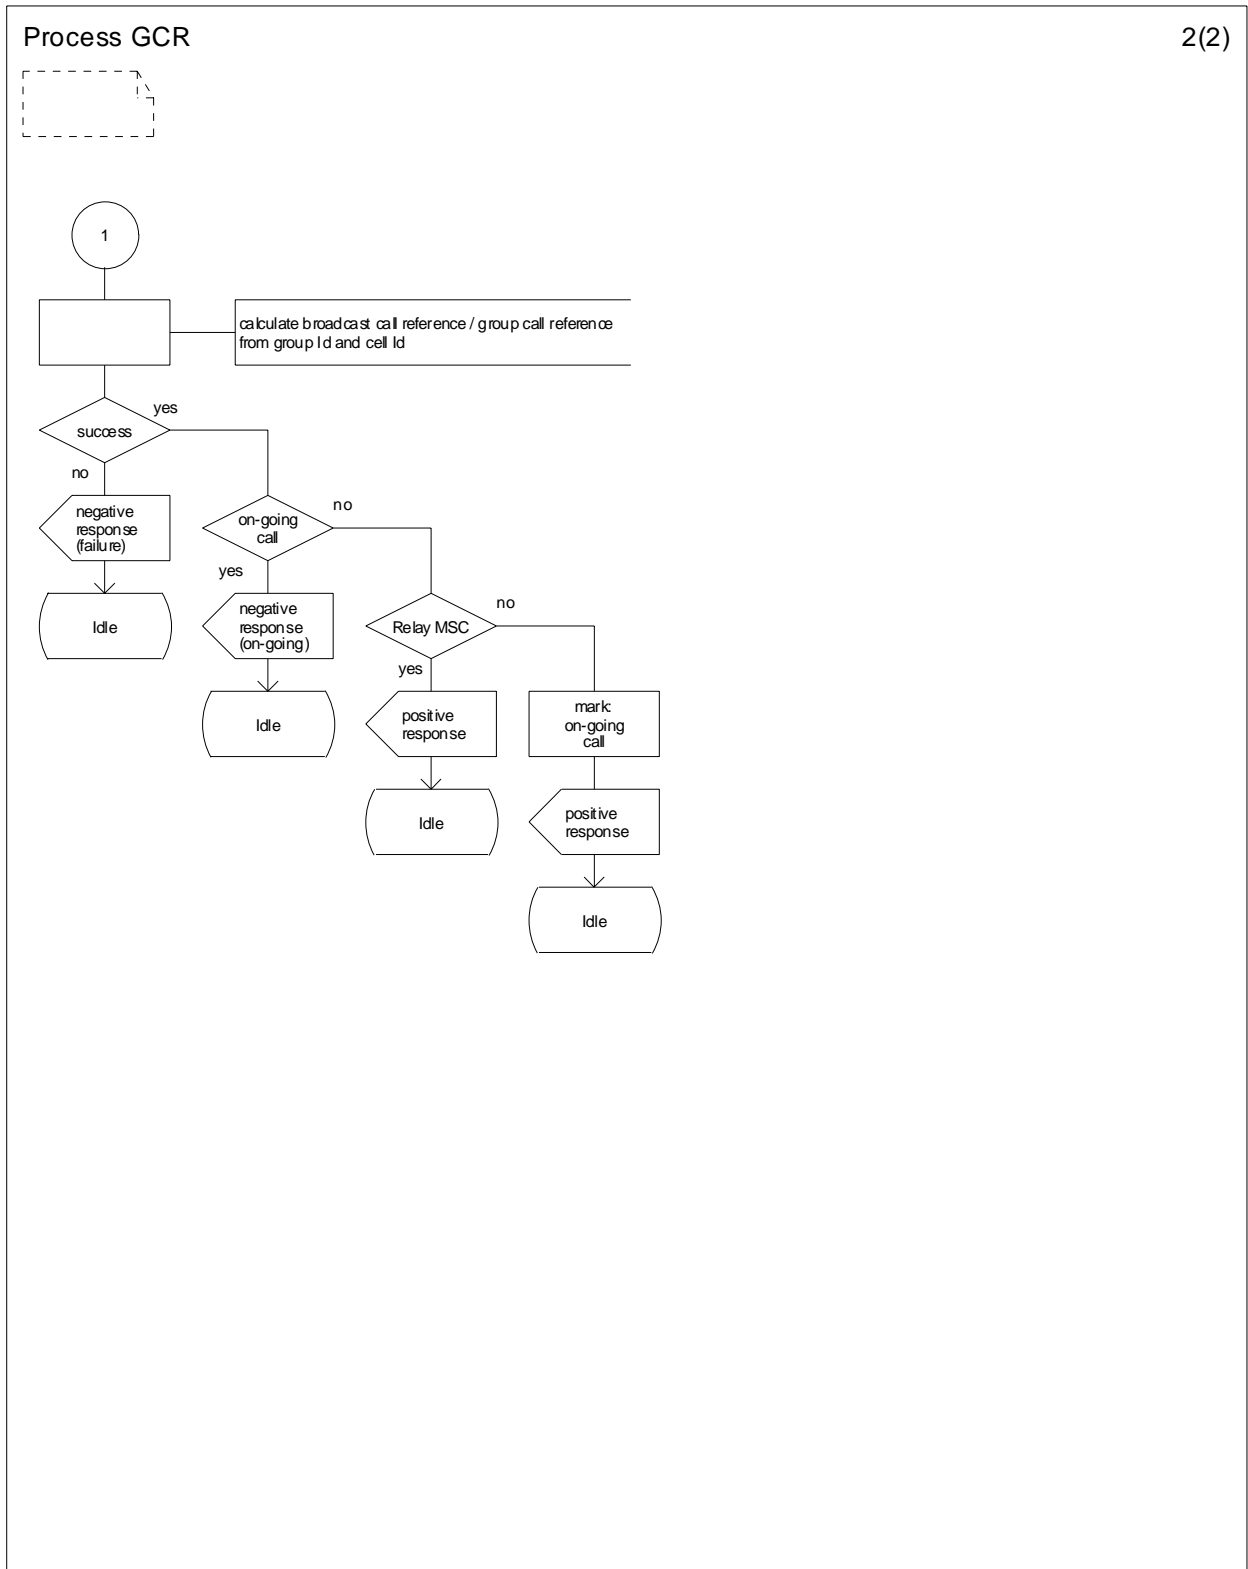 Process GCR
2(2)
1
calculate broadcast call reference / group call reference
from group Id and cell Id
yes
success
no
negative
response
(failure)
Idle
no
on-going
call
yes
negative
response
(on-going)
Idle
no
Relay MSC
yes
positive
response
Idle
mark:
on-going
call
positive
response
Idle